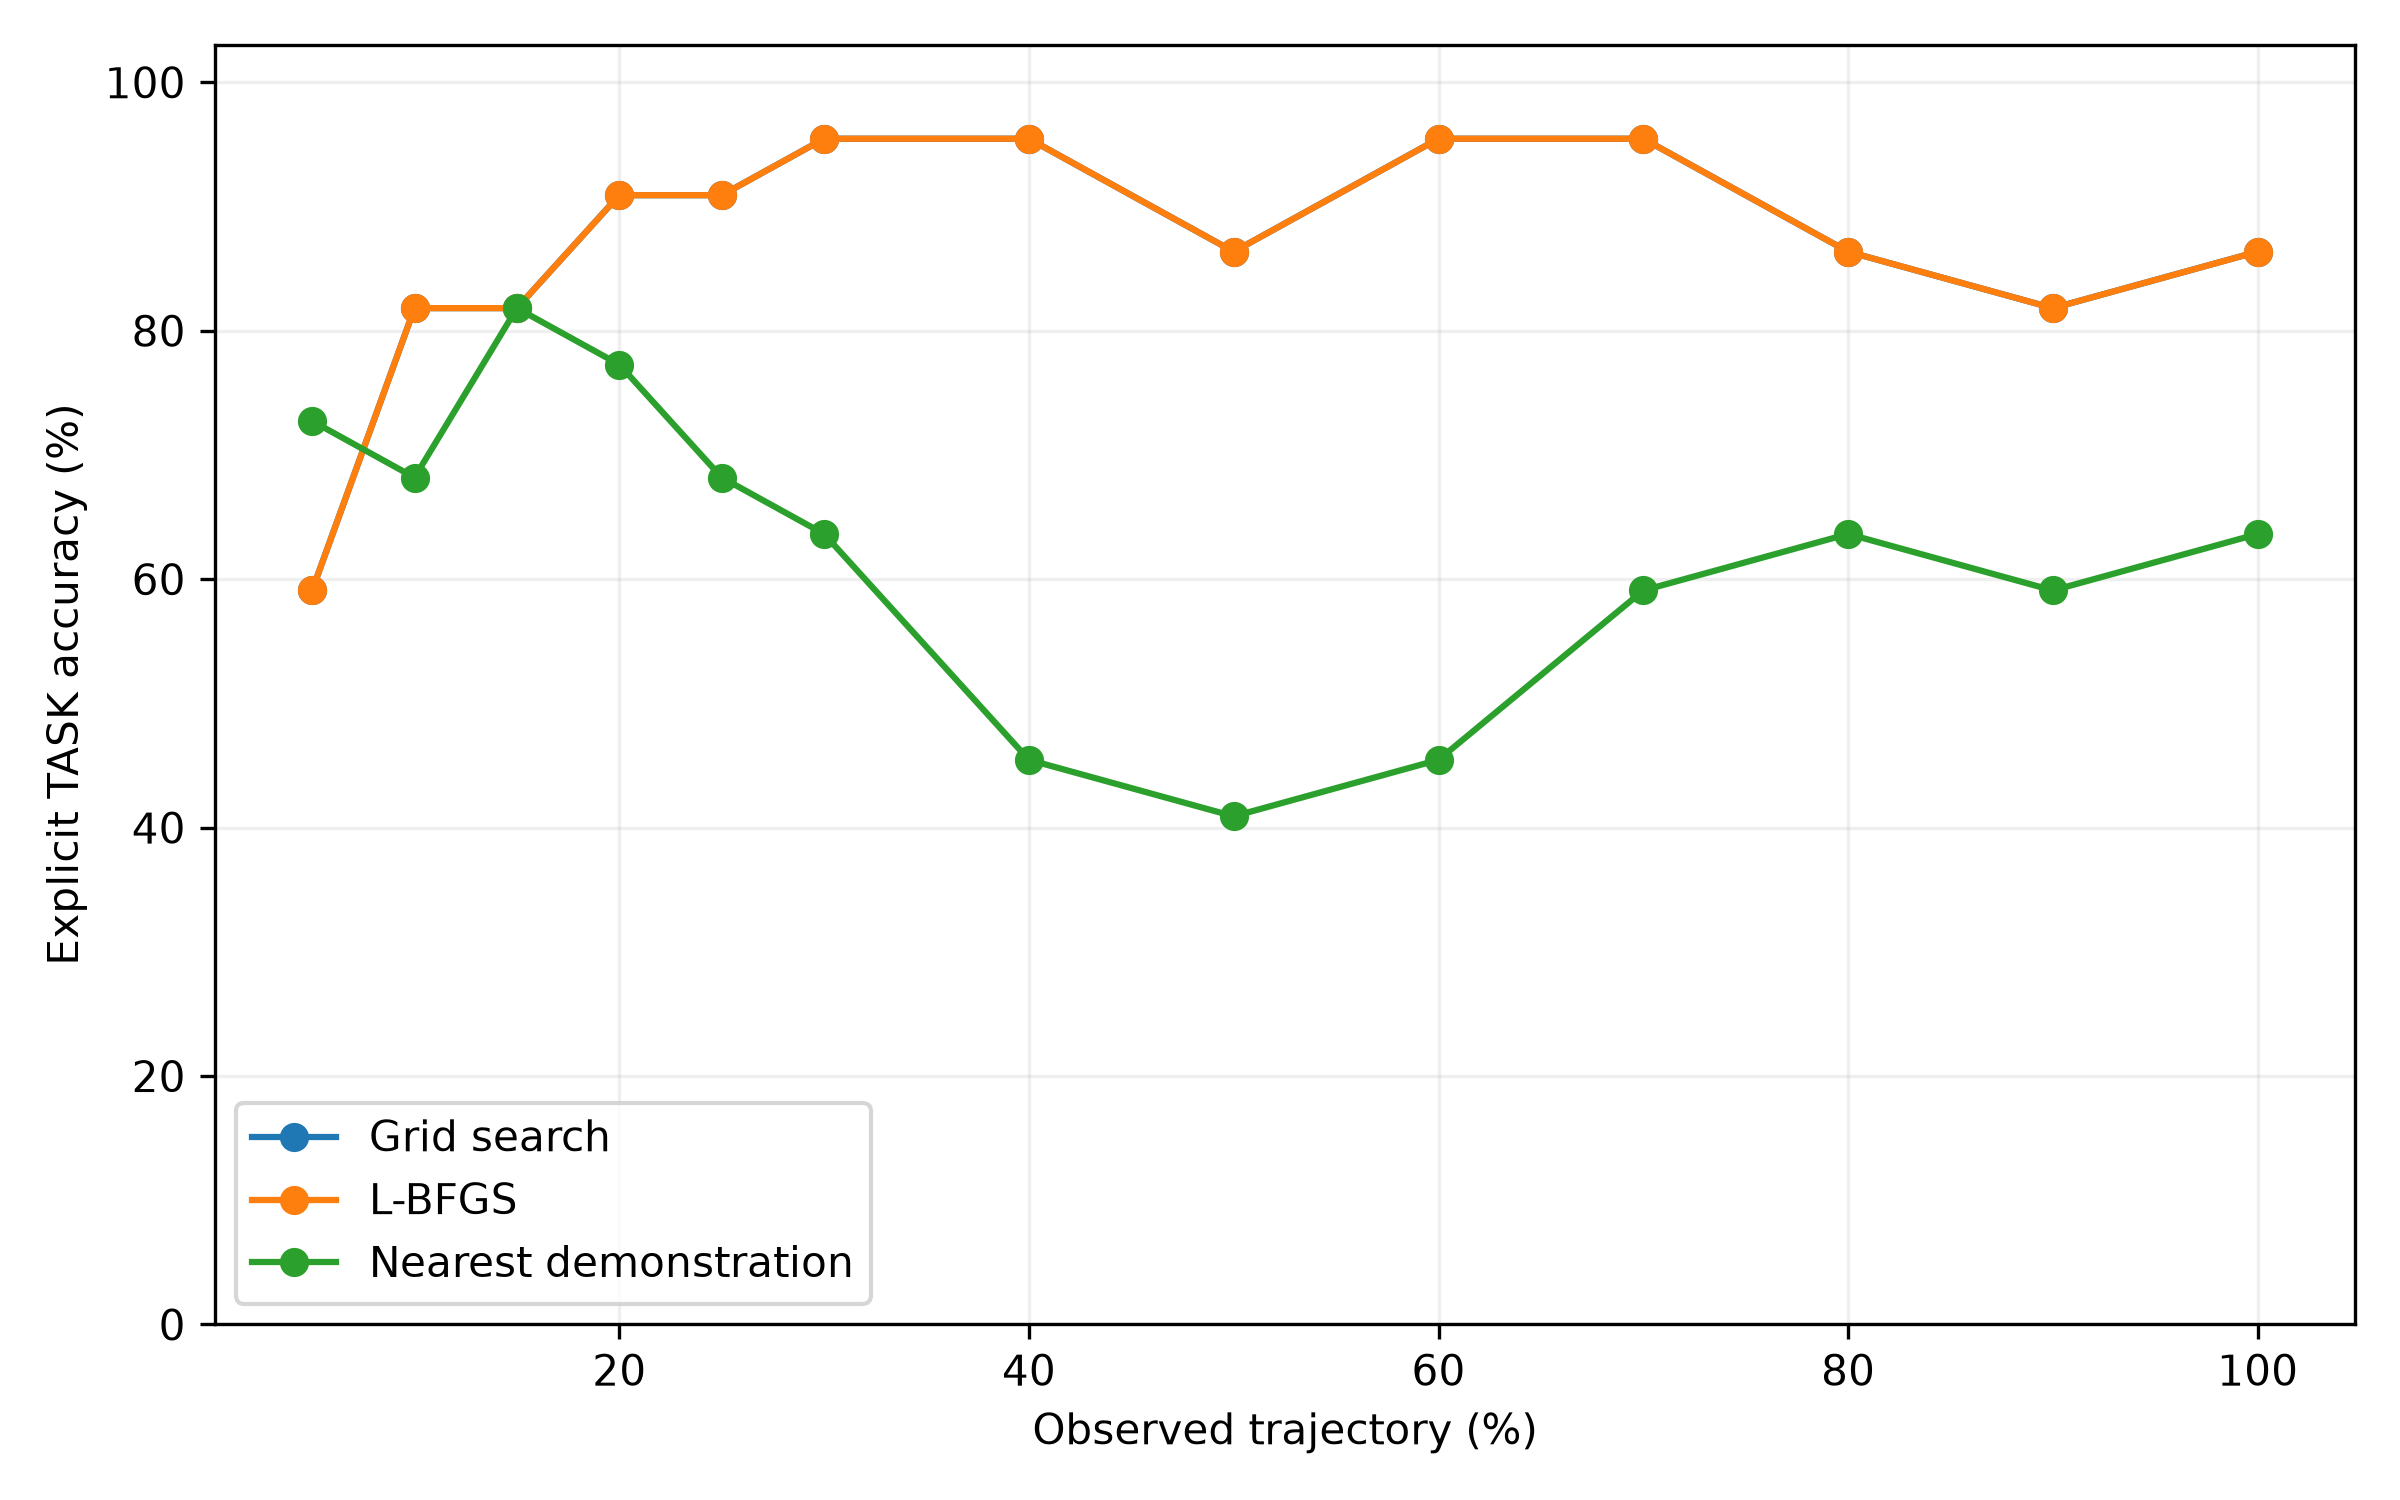 100
80
60
40
20
0
Explicit TASK accuracy (%)
Grid search
L-BFGS
Nearest demonstration
20 40 60 80 100
Observed trajectory (%)